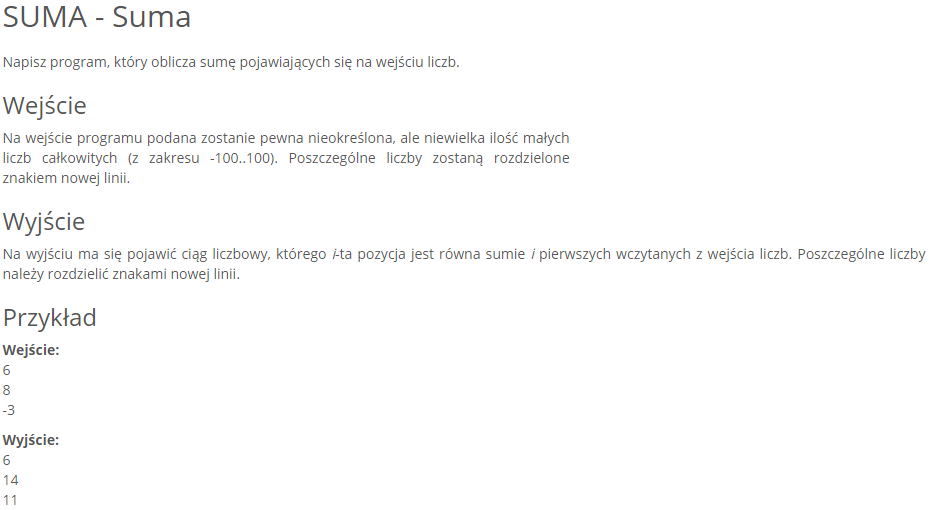 SUMA - Suma
Napisz program, który oblicza sumę pojawiających się na wejściu liczb.
Wejście
Na wejście programu podana zostanie pewna nieokreślona, ale niewielka ilość małych
liczb całkowitych (z zakresu -100..100). Poszczególne liczby zostaną rozdzielone
znakiem nowej linii.
Wyjście
Na wyjściu ma się pojawić ciąg liczbowy, którego i-ta pozycja jest równa sumie i pierwszych wczytanych z wejścia liczb. Poszczególne liczby
należy rozdzielić znakami nowej linii.
Przykład
Wejście:
6
8
-3
Wyjście:
6
14
11